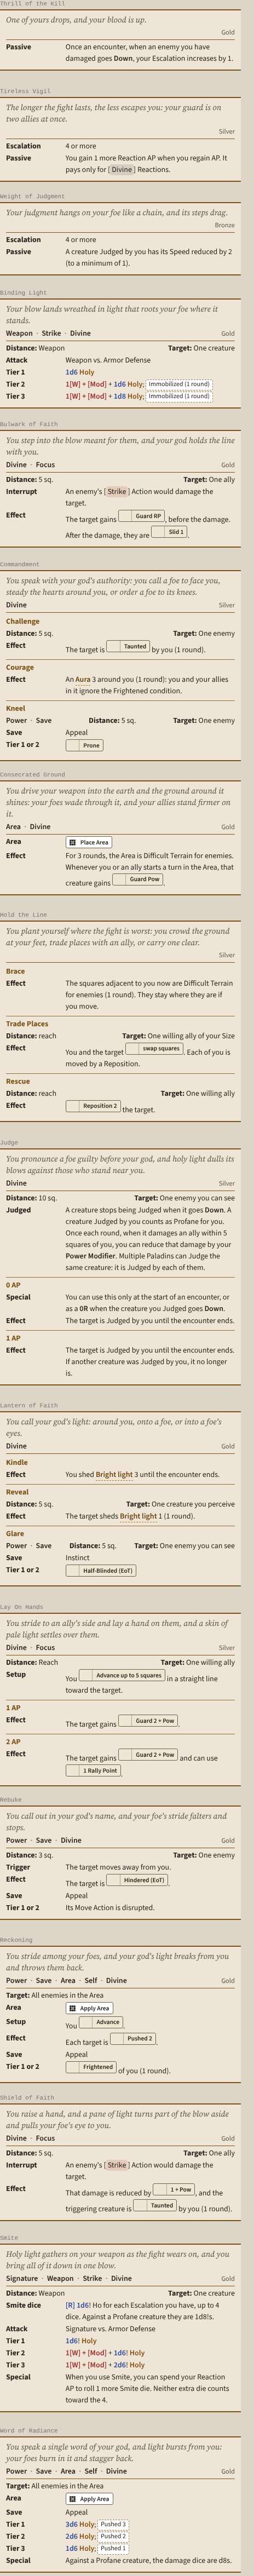 Thrill of the Kill
One of yours drops, and your blood is up.
Gold
Passive Once an encounter, when an enemy you have
damaged goes Down, your Escalation increases by 1.
Tireless Vigil
The longer the fight lasts, the less escapes you: your guard is on
two allies at once.
Silver
Escalation 4 or more
Passive You gain 1 more Reaction AP when you regain AP. It
pays only for [Divine] Reactions.
Weight of Judgment
Your judgment hangs on your foe like a chain, and its steps drag.
Bronze
Escalation 4 or more
Passive A creature Judged by you has its Speed reduced by 2
(to a minimum of 1).
Binding Light
Your blow lands wreathed in light that roots your foe where it
stands.
Weapon · Strike · Divine Gold
Distance: Weapon Target: One creature
Attack Weapon vs. Armor Defense
Tier 1 1d6 Holy
Tier 2 1[W] + [Mod] + 1d6 Holy; Immobilized (1 round)
Tier 3 1[W] + [Mod] + 1d8 Holy; Immobilized (1 round)
Bulwark of Faith
You step into the blow meant for them, and your god holds the line
with you.
Divine · Focus Gold
Distance: 5 sq. Target: One ally
Interrupt An enemy's [Strike] Action would damage the
target.
Effect The target gains Guard RP, before the damage.
After the damage, they are Slid 1.
Commandment
You speak with your god's authority: you call a foe to face you,
steady the hearts around you, or order a foe to its knees.
Divine Silver
Challenge
Distance: 5 sq. Target: One enemy
Effect The target is Taunted by you (1 round).
Courage
Effect An Aura 3 around you (1 round): you and your allies
in it ignore the Frightened condition.
Kneel
Power · Save Distance: 5 sq. Target: One enemy
Save Appeal
Tier 1 or 2 Prone
Consecrated Ground
You drive your weapon into the earth and the ground around it
shines: your foes wade through it, and your allies stand firmer on
it.
Area · Divine Gold
Area Place Area
Effect For 3 rounds, the Area is Difficult Terrain for enemies.
Whenever you or an ally starts a turn in the Area, that
creature gains Guard Pow.
Hold the Line
You plant yourself where the fight is worst: you crowd the ground
at your feet, trade places with an ally, or carry one clear.
Silver
Brace
Effect The squares adjacent to you now are Difficult Terrain
for enemies (1 round). They stay where they are if
you move.
Trade Places
Distance: reach Target: One willing ally of your Size
Effect You and the target swap squares. Each of you is
moved by a Reposition.
Rescue
Distance: reach Target: One willing ally
Effect Reposition 2 the target.
Judge
You pronounce a foe guilty before your god, and holy light dulls its
blows against those who stand near you.
Divine Silver
Distance: 10 sq. Target: One enemy you can see
Judged A creature stops being Judged when it goes Down. A
creature Judged by you counts as Profane for you.
Once each round, when it damages an ally within 5
squares of you, you can reduce that damage by your
Power Modifier. Multiple Paladins can Judge the
same creature: it is Judged by each of them.
0 AP
Special You can use this only at the start of an encounter, or
as a 0R when the creature you Judged goes Down.
Effect The target is Judged by you until the encounter ends.
1 AP
Effect The target is Judged by you until the encounter ends.
If another creature was Judged by you, it no longer
is.
Lantern of Faith
You call your god's light: around you, onto a foe, or into a foe's
eyes.
Divine Gold
Kindle
Effect You shed Bright light 3 until the encounter ends.
Reveal
Distance: 5 sq. Target: One creature you perceive
Effect The target sheds Bright light 1 (1 round).
Glare
Power · Save Distance: 5 sq. Target: One enemy you can see
Save Instinct
Tier 1 or 2 Half-Blinded (EoT)
Lay On Hands
You stride to an ally's side and lay a hand on them, and a skin of
pale light settles over them.
Divine · Focus Silver
Distance: Reach Target: One willing ally
Setup You Advance up to 5 squares in a straight line
toward the target.
1 AP
Effect The target gains Guard 2 + Pow.
2 AP
Effect The target gains Guard 2 + Pow and can use
1 Rally Point.
Rebuke
You call out in your god's name, and your foe's stride falters and
stops.
Power · Save · Divine Gold
Distance: 3 sq. Target: One enemy
Trigger The target moves away from you.
Effect The target is Hindered (EoT).
Save Appeal
Tier 1 or 2 Its Move Action is disrupted.
Reckoning
You stride among your foes, and your god's light breaks from you
and throws them back.
Power · Save · Area · Self · Divine Gold
Target: All enemies in the Area
Area Apply Area
Setup You Advance.
Effect Each target is Pushed 2.
Save Appeal
Tier 1 or 2 Frightened of you (1 round).
Shield of Faith
You raise a hand, and a pane of light turns part of the blow aside
and pulls your foe's eye to you.
Divine · Focus Gold
Distance: 5 sq. Target: One ally
Interrupt An enemy's [Strike] Action would damage the
target.
Effect That damage is reduced by 1 + Pow, and the
triggering creature is Taunted by you (1 round).
Smite
Holy light gathers on your weapon as the fight wears on, and you
bring all of it down in one blow.
Signature · Weapon · Strike · Divine Gold
Distance: Weapon Target: One creature
Smite dice [R] 1d6! Ho for each Escalation you have, up to 4
dice. Against a Profane creature they are 1d8!s.
Attack Signature vs. Armor Defense
Tier 1 1d6! Holy
Tier 2 1[W] + [Mod] + 1d6! Holy
Tier 3 1[W] + [Mod] + 2d6! Holy
Special When you use Smite, you can spend your Reaction
AP to roll 1 more Smite die. Neither extra die counts
toward the 4.
Word of Radiance
You speak a single word of your god, and light bursts from you:
your foes burn in it and stagger back.
Power · Save · Area · Self · Divine Gold
Target: All enemies in the Area
Area Apply Area
Save Appeal
Tier 1 3d6 Holy; Pushed 3
Tier 2 2d6 Holy; Pushed 2
Tier 3 1d6 Holy; Pushed 1
Special Against a Profane creature, the damage dice are d8s.